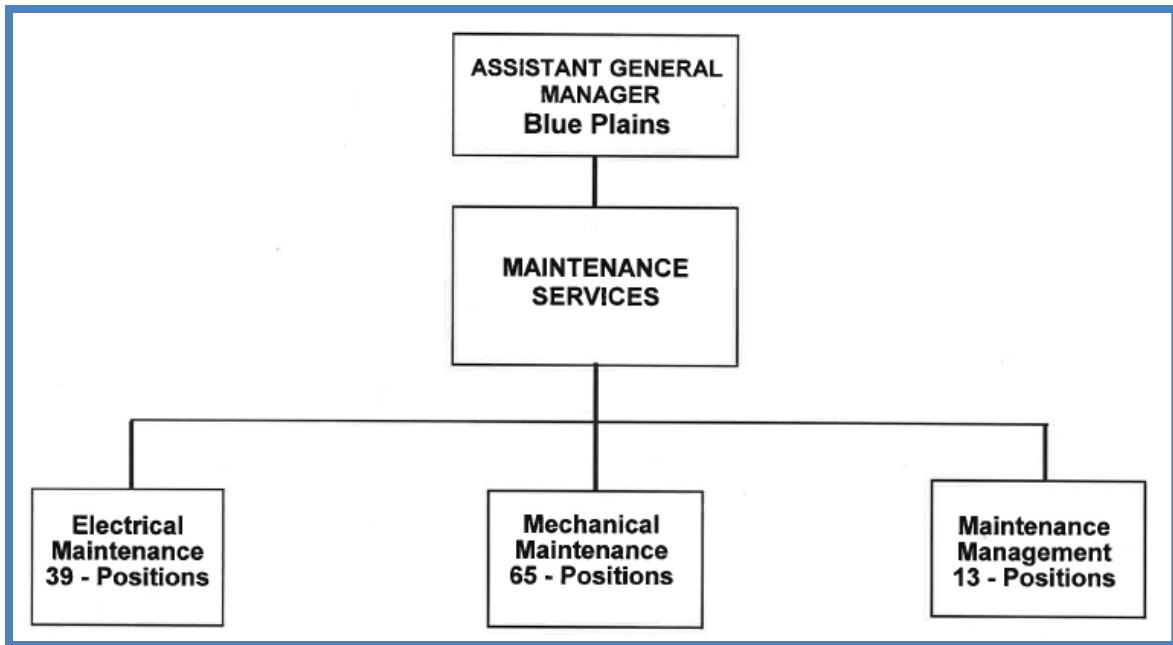 ASSISTANT GENERAL
MANAGER
Blue Plains
MAINTENANCE
SERVICES
Electrical
Maintenance
39 - Positions
Mechanical
Maintenance
65 - Positions
Maintenance
Management
13 - Positions